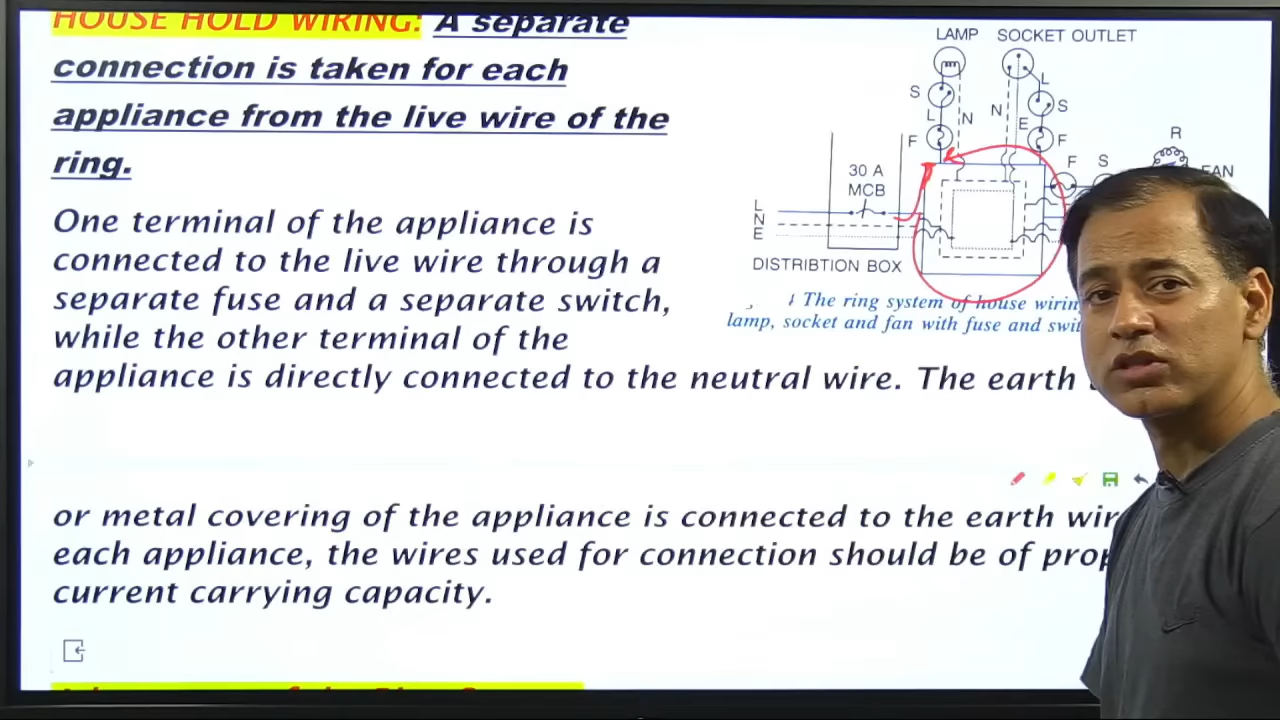 HOUSE HOLD WIRING: A separate
connection is taken for each
appliance from the live wire of the
ring.
One terminal of the appliance is
connected to the live wire through a
separate fuse and a separate switch,
while the other terminal of the
appliance is directly connected to the neutral wire. The earth
or metal covering of the appliance is connected to the earth
each appliance, the wires used for connection should be of
current carrying capacity.
LAMP SOCKET OUTLET
S L S
L N N E
F F
F S R
FAN
30 A
MCB
L
N
E
DISTRIBTION BOX
The ring system of house
lamp, socket and fan with fuse and